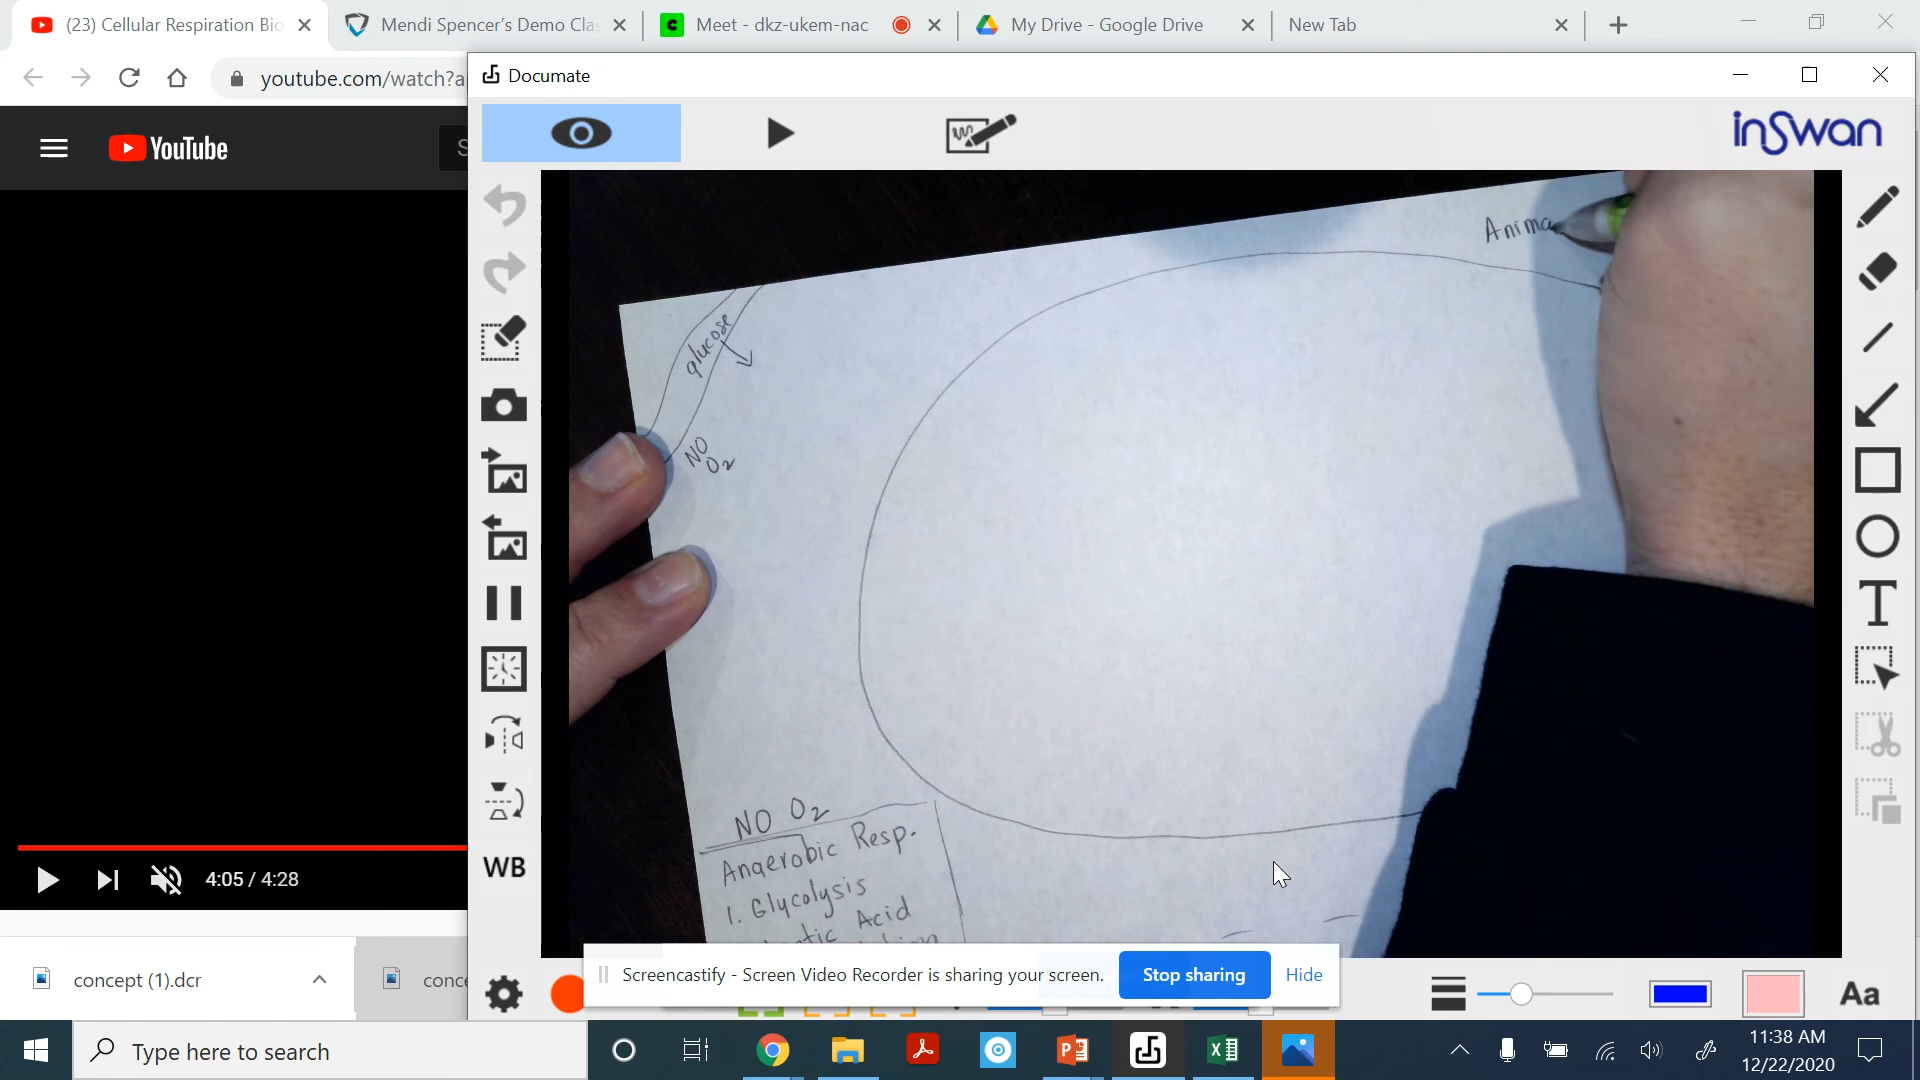 (23) Cellular Respiration Bio
Mendi Spencer's Demo Clas
Meet - dkz-ukem-nac
My Drive - Google Drive
New Tab
youtube.com/watch?a
Documate
YouTube
S
inSwan
Anima
glucose
NO
O2
NO O2
Anaerobic Resp.
1. Glycolysis
Acid
WB
T
4:05 / 4:28
concept (1).dcr
conce
Screencastify - Screen Video Recorder is sharing your screen.
Stop sharing
Hide
Aa
Type here to search
11:38 AM
12/22/2020